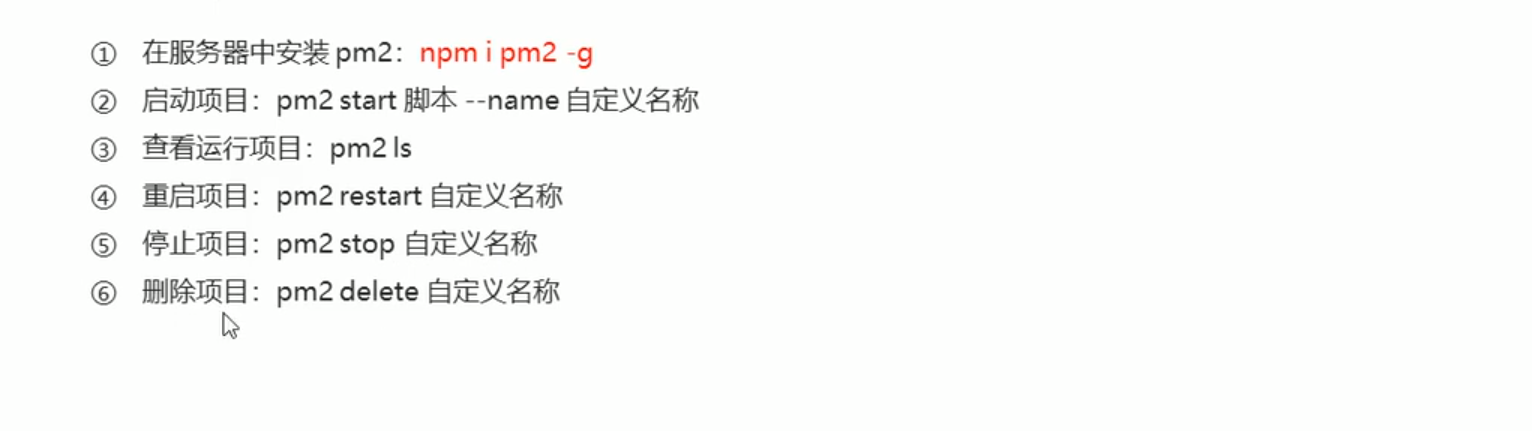 ① 在服务器中安装 pm2：npm i pm2 -g
② 启动项目：pm2 start 脚本 --name 自定义名称
③ 查看运行项目：pm2 ls
④ 重启项目：pm2 restart 自定义名称
⑤ 停止项目：pm2 stop 自定义名称
⑥ 删除项目：pm2 delete 自定义名称